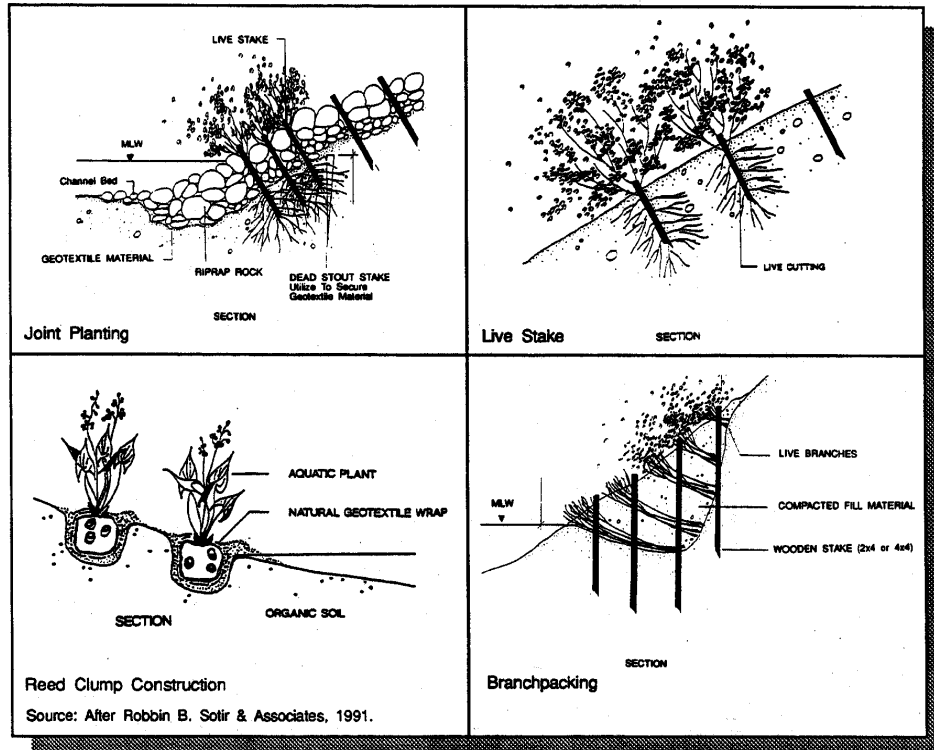 LIVE STAKE
MLW
Channel Bed
GEOTEXTILE MATERIAL
RIPRAP ROCK
DEAD STOUT STAKE
Utilize To Secure
Geotextile Material
SECTION
Joint Planting
LIVE CUTTING
Live Stake
SECTION
AQUATIC PLANT
NATURAL GEOTEXTILE WRAP
SECTION
ORGANIC SOIL
Reed Clump Construction
Source: After Robbin B. Sotir & Associates, 1991.
MLW
LIVE BRANCHES
COMPACTED FILL MATERIAL
WOODEN STAKE (2x4 or 4x4)
SECTION
Branchpacking